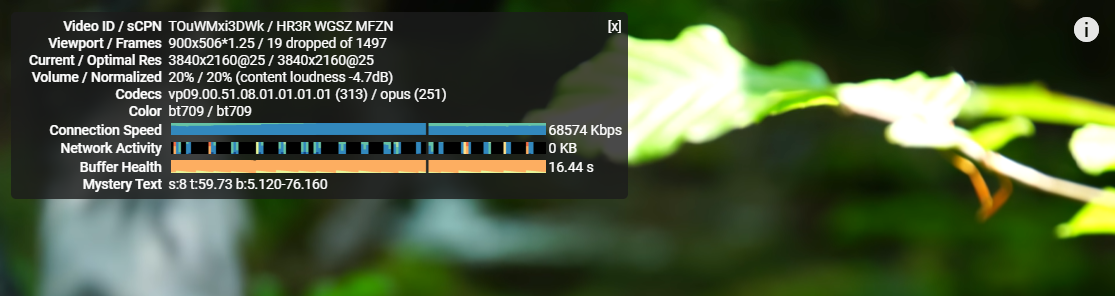 Video ID / sCPN TOuWMxi3DWk / HR3R WGSZ MFZN [x]
Viewport / Frames 900x506*1.25 / 19 dropped of 1497
Current / Optimal Res 3840x2160@25 / 3840x2160@25
Volume / Normalized 20% / 20% (content loudness -4.7dB)
Codecs vp09.00.51.08.01.01.01.01 (313) / opus (251)
Color bt709 / bt709
Connection Speed 68574 Kbps
Network Activity 0 KB
Buffer Health 16.44 s
Mystery Text s:8 t:59.73 b:5.120-76.160